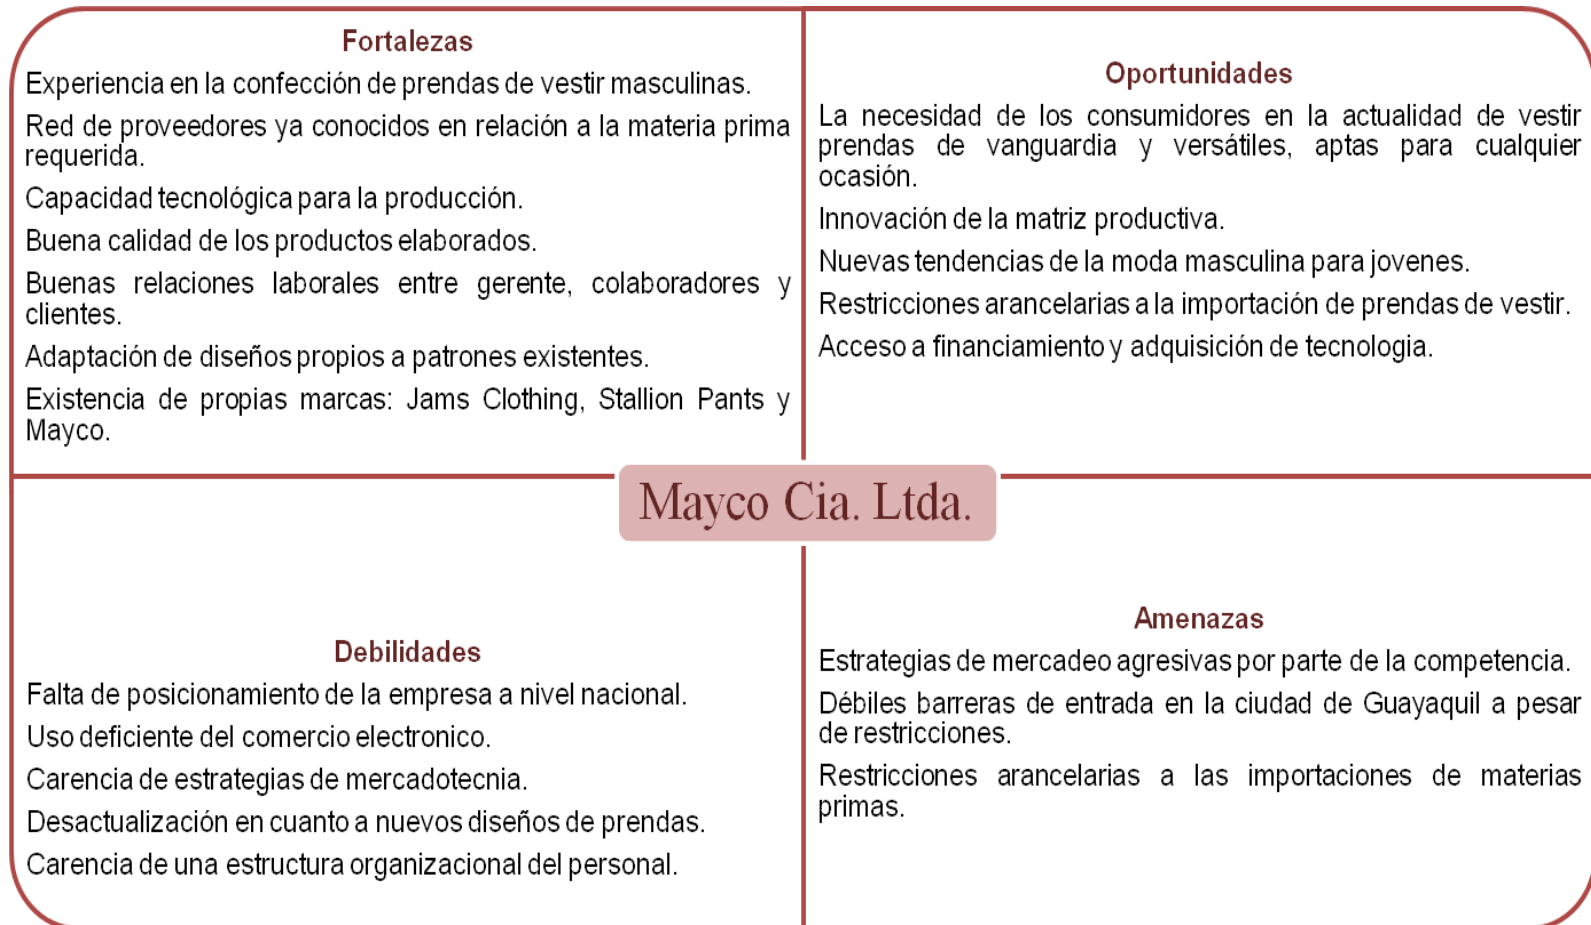 Fortalezas
Experiencia en la confección de prendas de vestir masculinas.
Red de proveedores ya conocidos en relación a la materia prima
requerida.
Capacidad tecnológica para la producción.
Buena calidad de los productos elaborados.
Buenas relaciones laborales entre gerente, colaboradores y
clientes.
Adaptación de diseños propios a patrones existentes.
Existencia de propias marcas: Jams Clothing, Stallion Pants y
Mayco.
Oportunidades
La necesidad de los consumidores en la actualidad de vestir
prendas de vanguardia y versátiles, aptas para cualquier
ocasión.
Innovación de la matriz productiva.
Nuevas tendencias de la moda masculina para jovenes.
Restricciones arancelarias a la importación de prendas de vestir.
Acceso a financiamiento y adquisición de tecnologia.
Mayco Cia. Ltda.
Debilidades
Falta de posicionamiento de la empresa a nivel nacional.
Uso deficiente del comercio electronico.
Carencia de estrategias de mercadotecnia.
Desactualización en cuanto a nuevos diseños de prendas.
Carencia de una estructura organizacional del personal.
Amenazas
Estrategias de mercadeo agresivas por parte de la competencia.
Débiles barreras de entrada en la ciudad de Guayaquil a pesar
de restricciones.
Restricciones arancelarias a las importaciones de materias
primas.